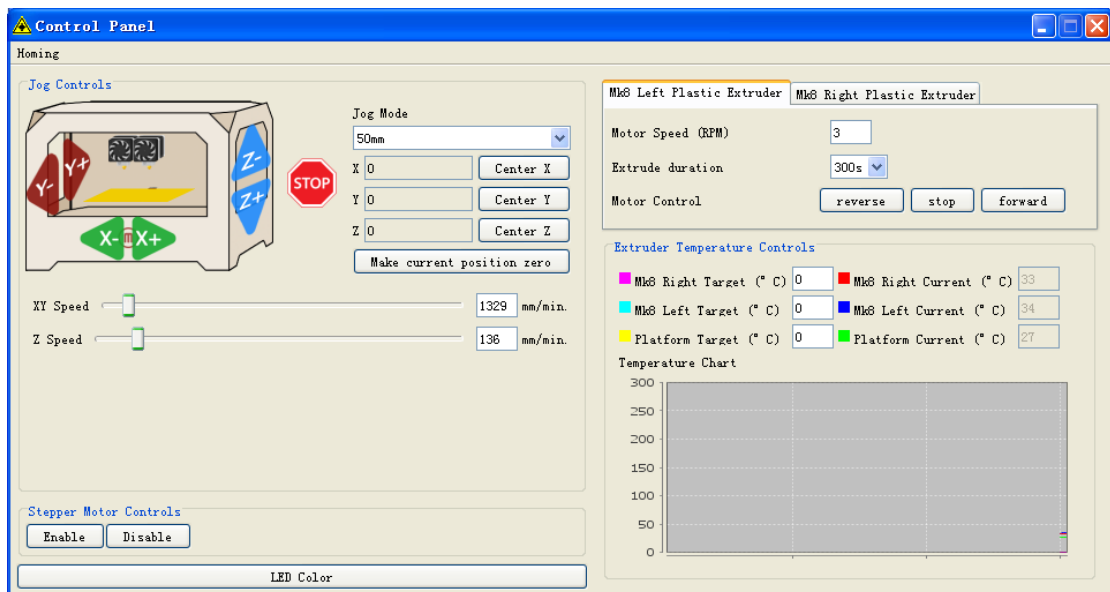 Control Panel
Homing
Jog Controls
Y- Y+
Z-
Z+
X- X+
STOP
Jog Mode
50mm
X 0 Center X
Y 0 Center Y
Z 0 Center Z
Make current position zero
XY Speed 1329 mm/min.
Z Speed 136 mm/min.
Stepper Motor Controls
Enable Disable
LED Color
Mk8 Left Plastic Extruder Mk8 Right Plastic Extruder
Motor Speed (RPM) 3
Extrude duration 300s
Motor Control reverse stop forward
Extruder Temperature Controls
Mk8 Right Target (° C) 0 Mk8 Right Current (° C) 33
Mk8 Left Target (° C) 0 Mk8 Left Current (° C) 34
Platform Target (° C) 0 Platform Current (° C) 27
Temperature Chart
300
250
200
150
100
50
0